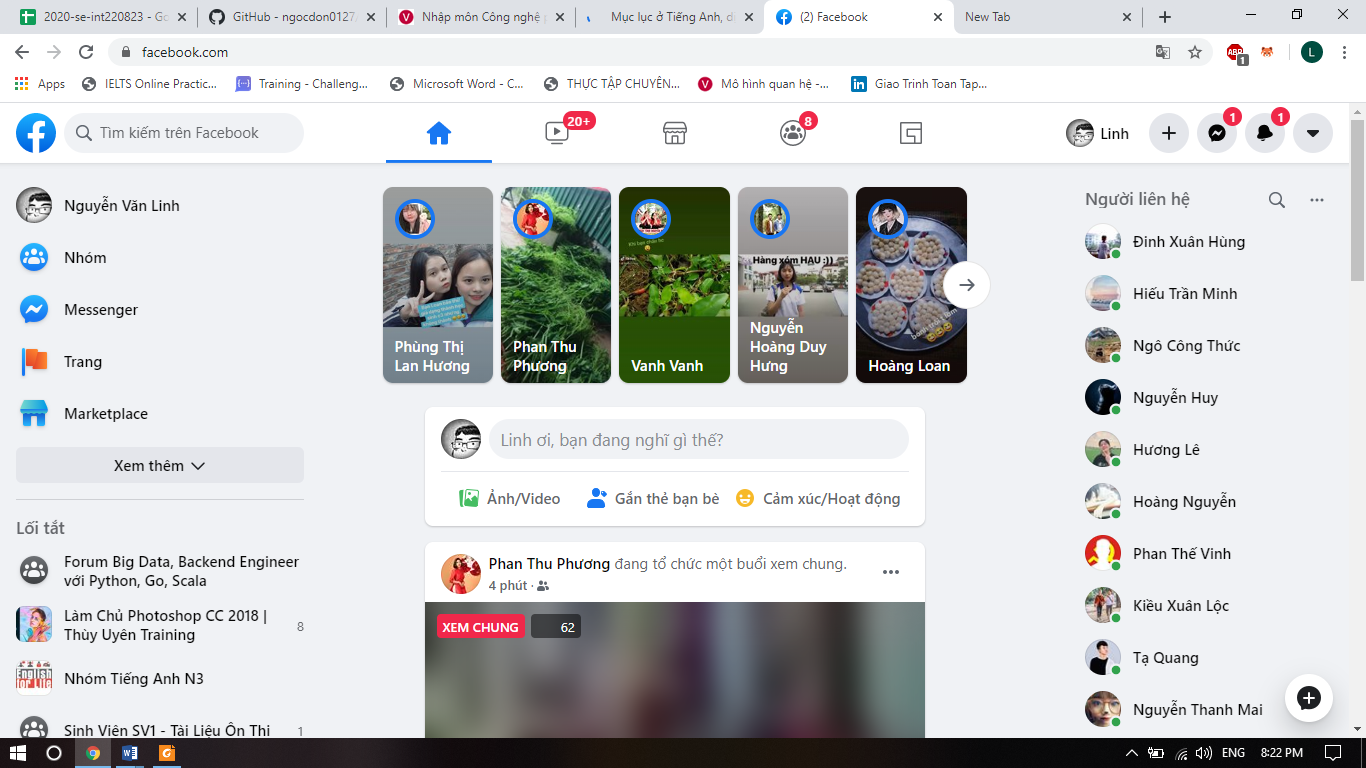 2020-se-int220823 - Go
GitHub - ngocdon0127/
Nhập môn Công nghệ p
Mục lục ở Tiếng Anh, d
(2) Facebook
New Tab
facebook.com
1
L
Apps
IELTS Online Practic...
Training - Challeng...
Microsoft Word - C...
THỰC TẬP CHUYÊN...
Mô hình quan hệ -...
Giao Trinh Toan Tap...
Tìm kiếm trên Facebook
20+
8
Linh
1
1
Nguyễn Văn Linh
Nhóm
Messenger
Trang
Marketplace
Xem thêm
Lối tắt
Forum Big Data, Backend Engineer
với Python, Go, Scala
Làm Chủ Photoshop CC 2018 |
Thùy Uyên Training
8
Nhóm Tiếng Anh N3
Sinh Viên SV1 - Tài Liệu Ôn Thi
1
Phùng Thị
Lan Hương
Phan Thu
Phương
Vanh Vanh
Hàng xóm HAU :))
Nguyễn
Hoàng Duy
Hưng
Hoàng Loan
Linh ơi, bạn đang nghĩ gì thế?
Ảnh/Video
Gắn thẻ bạn bè
Cảm xúc/Hoạt động
Phan Thu Phương đang tổ chức một buổi xem chung.
4 phút ·
XEM CHUNG
62
Người liên hệ
Đinh Xuân Hùng
Hiếu Trần Minh
Ngô Công Thức
Nguyễn Huy
Hương Lê
Hoàng Nguyễn
Phan Thế Vinh
Kiều Xuân Lộc
Tạ Quang
Nguyễn Thanh Mai
ENG
8:22 PM